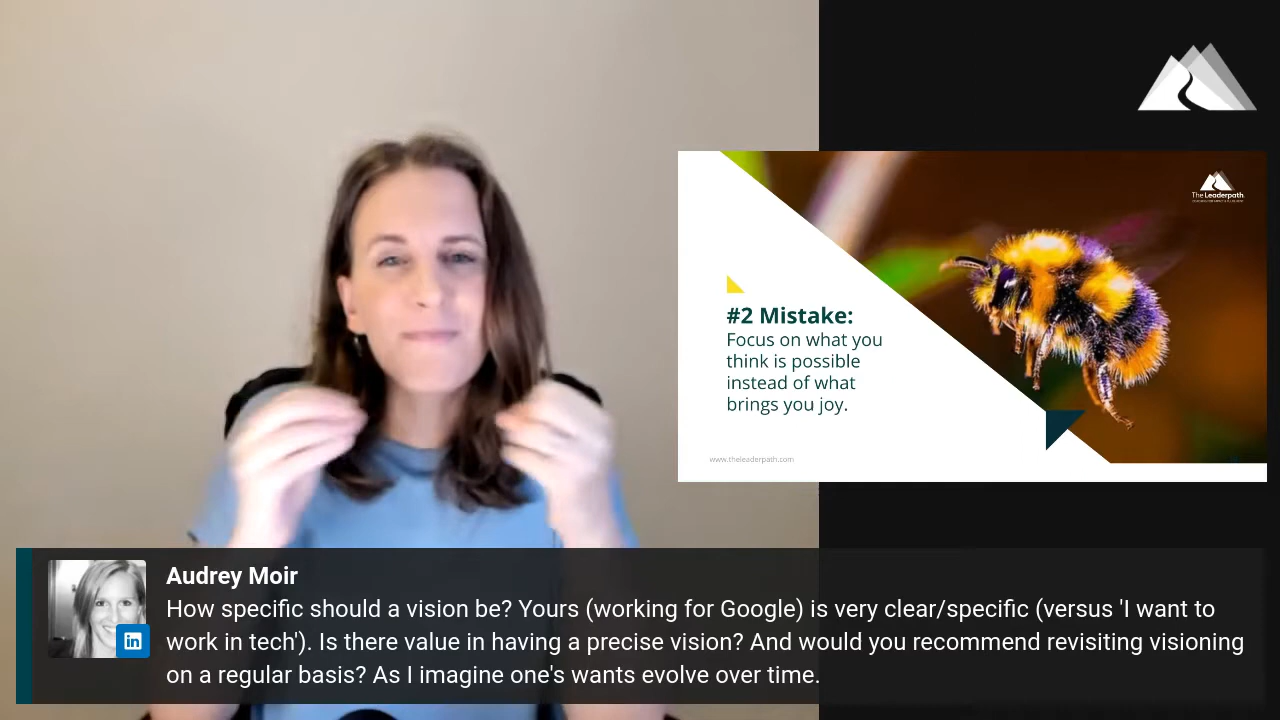 The Leaderpath
#2 Mistake:
Focus on what you
think is possible
instead of what
brings you joy.
www.theleaderpath.com
Audrey Moir
in
How specific should a vision be? Yours (working for Google) is very clear/specific (versus 'I want to
work in tech'). Is there value in having a precise vision? And would you recommend revisiting visioning
on a regular basis? As I imagine one's wants evolve over time.